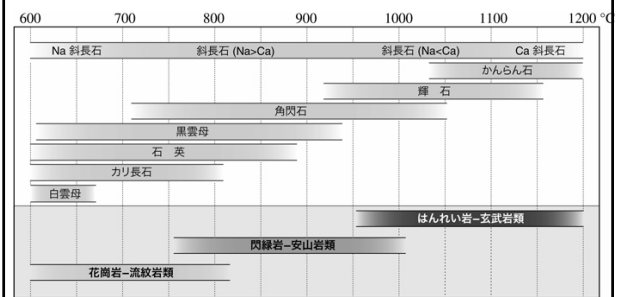 600 700 800 900 1000 1100 1200 °C
Na 斜長石 斜長石 (Na>Ca) 斜長石 (Na<Ca) Ca 斜長石
かんらん石
輝 石
角閃石
黒雲母
石 英
カリ長石
白雲母
はんれい岩–玄武岩類
閃緑岩–安山岩類
花崗岩–流紋岩類